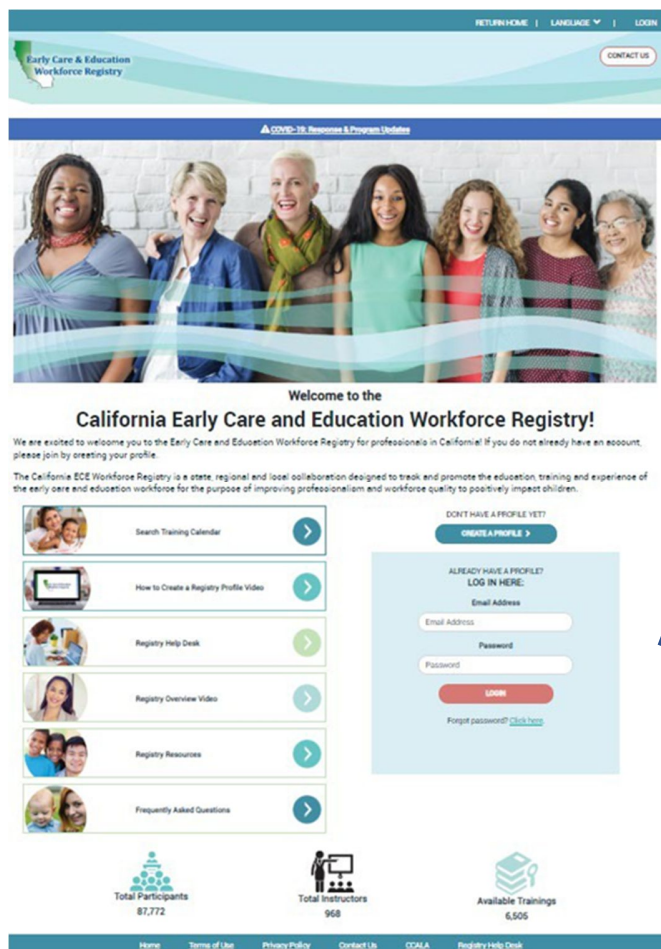 RETURN HOME | LANGUAGE | LOGIN
Early Care & Education
Workforce Registry
CONTACT US
COVID-19: Response & Program Updates
Welcome to the
California Early Care and Education Workforce Registry!
We are excited to welcome you to the Early Care and Education Workforce Registry for professionals in California! If you do not already have an account,
please join by creating your profile.
The California ECE Workforce Registry is a state, regional and local collaboration designed to track and promote the education, training and experience of
the early care and education workforce for the purpose of improving professionalism and workforce quality to positively impact children.
Search Training Calendar
How to Create a Registry Profile Video
Registry Help Desk
Registry Overview Video
Registry Resources
Frequently Asked Questions
DON'T HAVE A PROFILE YET?
CREATE A PROFILE >
ALREADY HAVE A PROFILE?
LOG IN HERE:
Email Address
Email Address
Password
Password
LOGIN
Forgot password? Click here.
Total Participants
87,772
Total Instructors
968
Available Trainings
6,505
Home Terms of Use Privacy Policy Contact Us CCALA Registry Help Desk